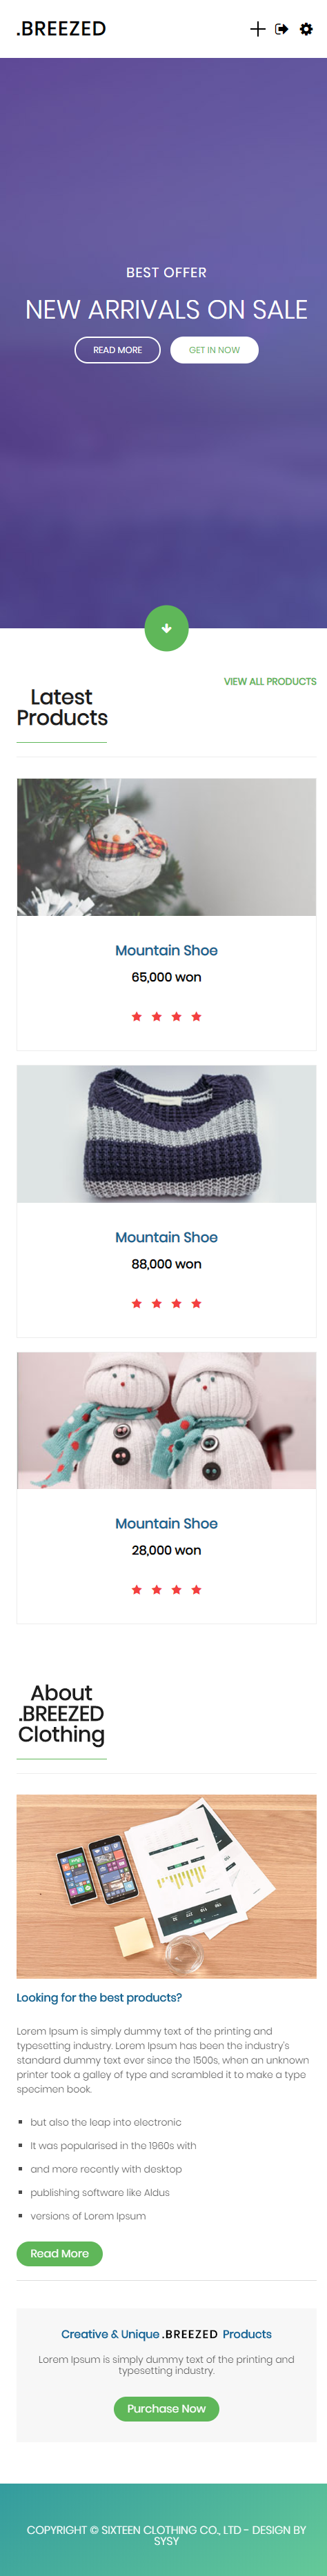 .BREEZED
BEST OFFER
NEW ARRIVALS ON SALE
READ MORE
GET IN NOW
VIEW ALL PRODUCTS
Latest
Products
Mountain Shoe
65,000 won
Mountain Shoe
88,000 won
Mountain Shoe
28,000 won
About
.BREEZED
Clothing
Looking for the best products?
Lorem Ipsum is simply dummy text of the printing and
typesetting industry. Lorem Ipsum has been the industry's
standard dummy text ever since the 1500s, when an unknown
printer took a galley of type and scrambled it to make a type
specimen book.
but also the leap into electronic
It was popularised in the 1960s with
and more recently with desktop
publishing software like Aldus
versions of Lorem Ipsum
Read More
Creative & Unique .BREEZED Products
Lorem Ipsum is simply dummy text of the printing and
typesetting industry.
Purchase Now
COPYRIGHT © SIXTEEN CLOTHING CO., LTD - DESIGN BY
SYSY